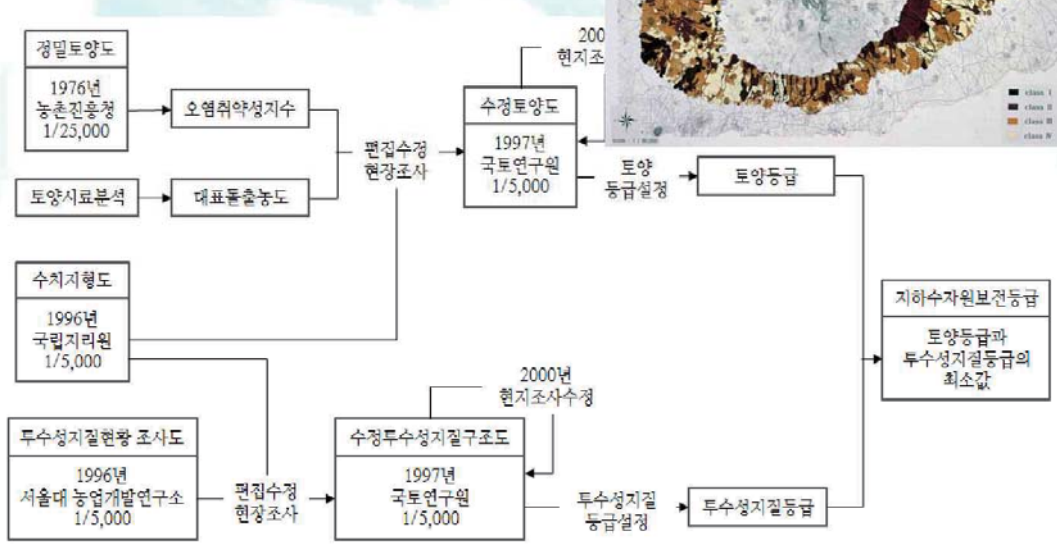 정밀토양도
1976년
농촌진흥청
1/25,000
오염취약성지수
토양시료분석
대표돌출농도
편집수정
현장조사
200
현지조
수정토양도
1997년
국토연구원
1/5,000
토양
등급설정
토양등급
class I
class II
class III
class IV
수치지형도
1996년
국립지리원
1/5,000
지하수자원보전등급
토양등급과
투수성지질등급의
최소값
2000년
현지조사수정
투수성지질현황 조사도
1996년
서울대 농업개발연구소
1/5,000
편집수정
현장조사
수정투수성지질구조도
1997년
국토연구원
1/5,000
투수성지질
등급설정
투수성지질등급